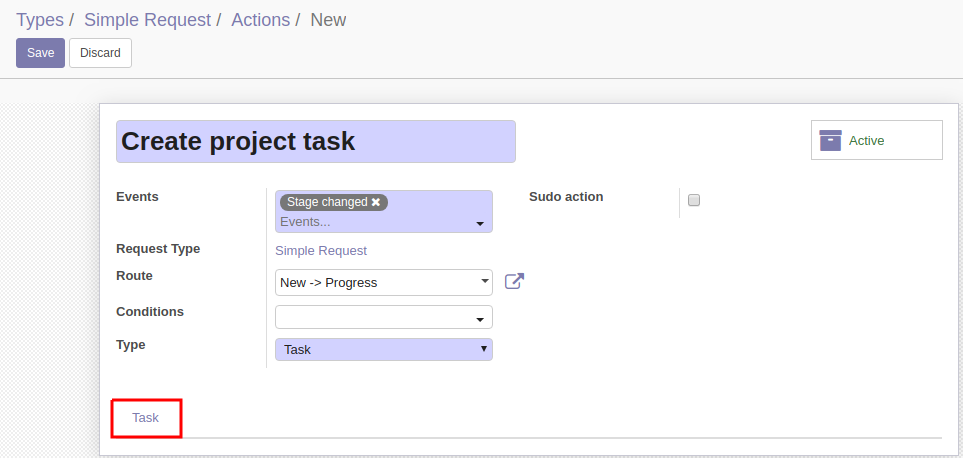 Types / Simple Request / Actions / New
Save Discard
Create project task
Active
Events
Stage changed ✖
Events...
Sudo action
Request Type
Simple Request
Route
New -> Progress
Conditions
Type
Task
Task